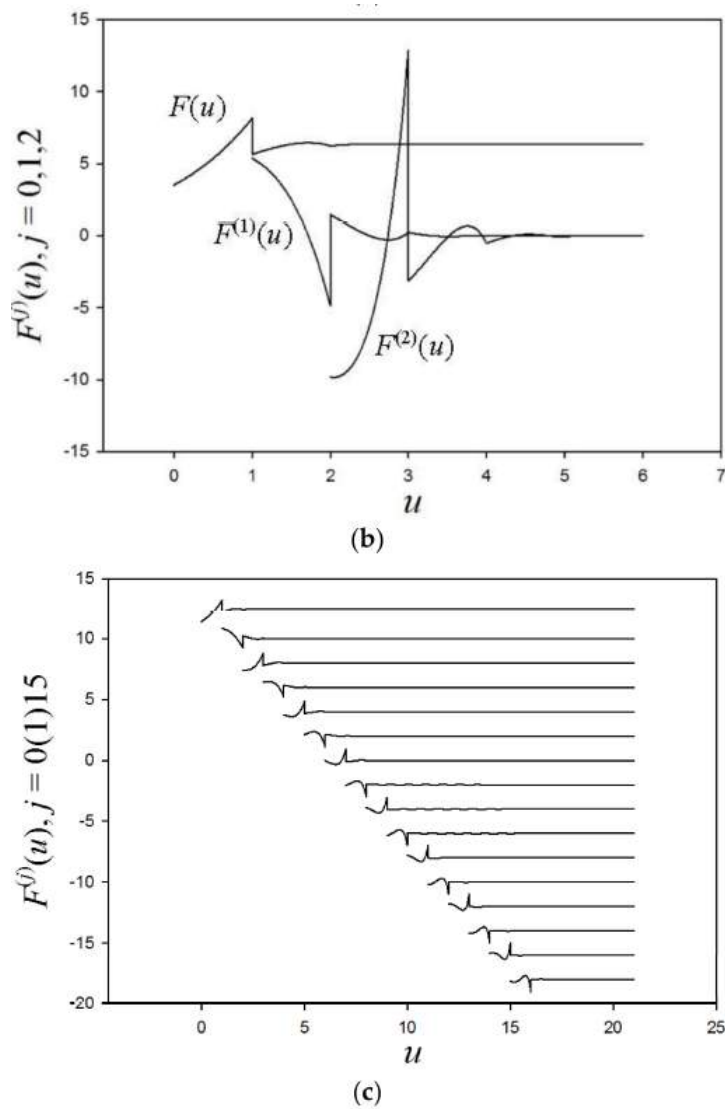 15
10
5
0
-5
-10
-15
F(u)
F^{(1)}(u)
F^{(2)}(u)
F^{(j)}(u), j = 0,1,2
0 1 2 3 4 5 6 7
u
(b)
15
10
5
0
-5
-10
-15
-20
F^{(j)}(u), j = 0(1)15
0 5 10 15 20 25
u
(c)